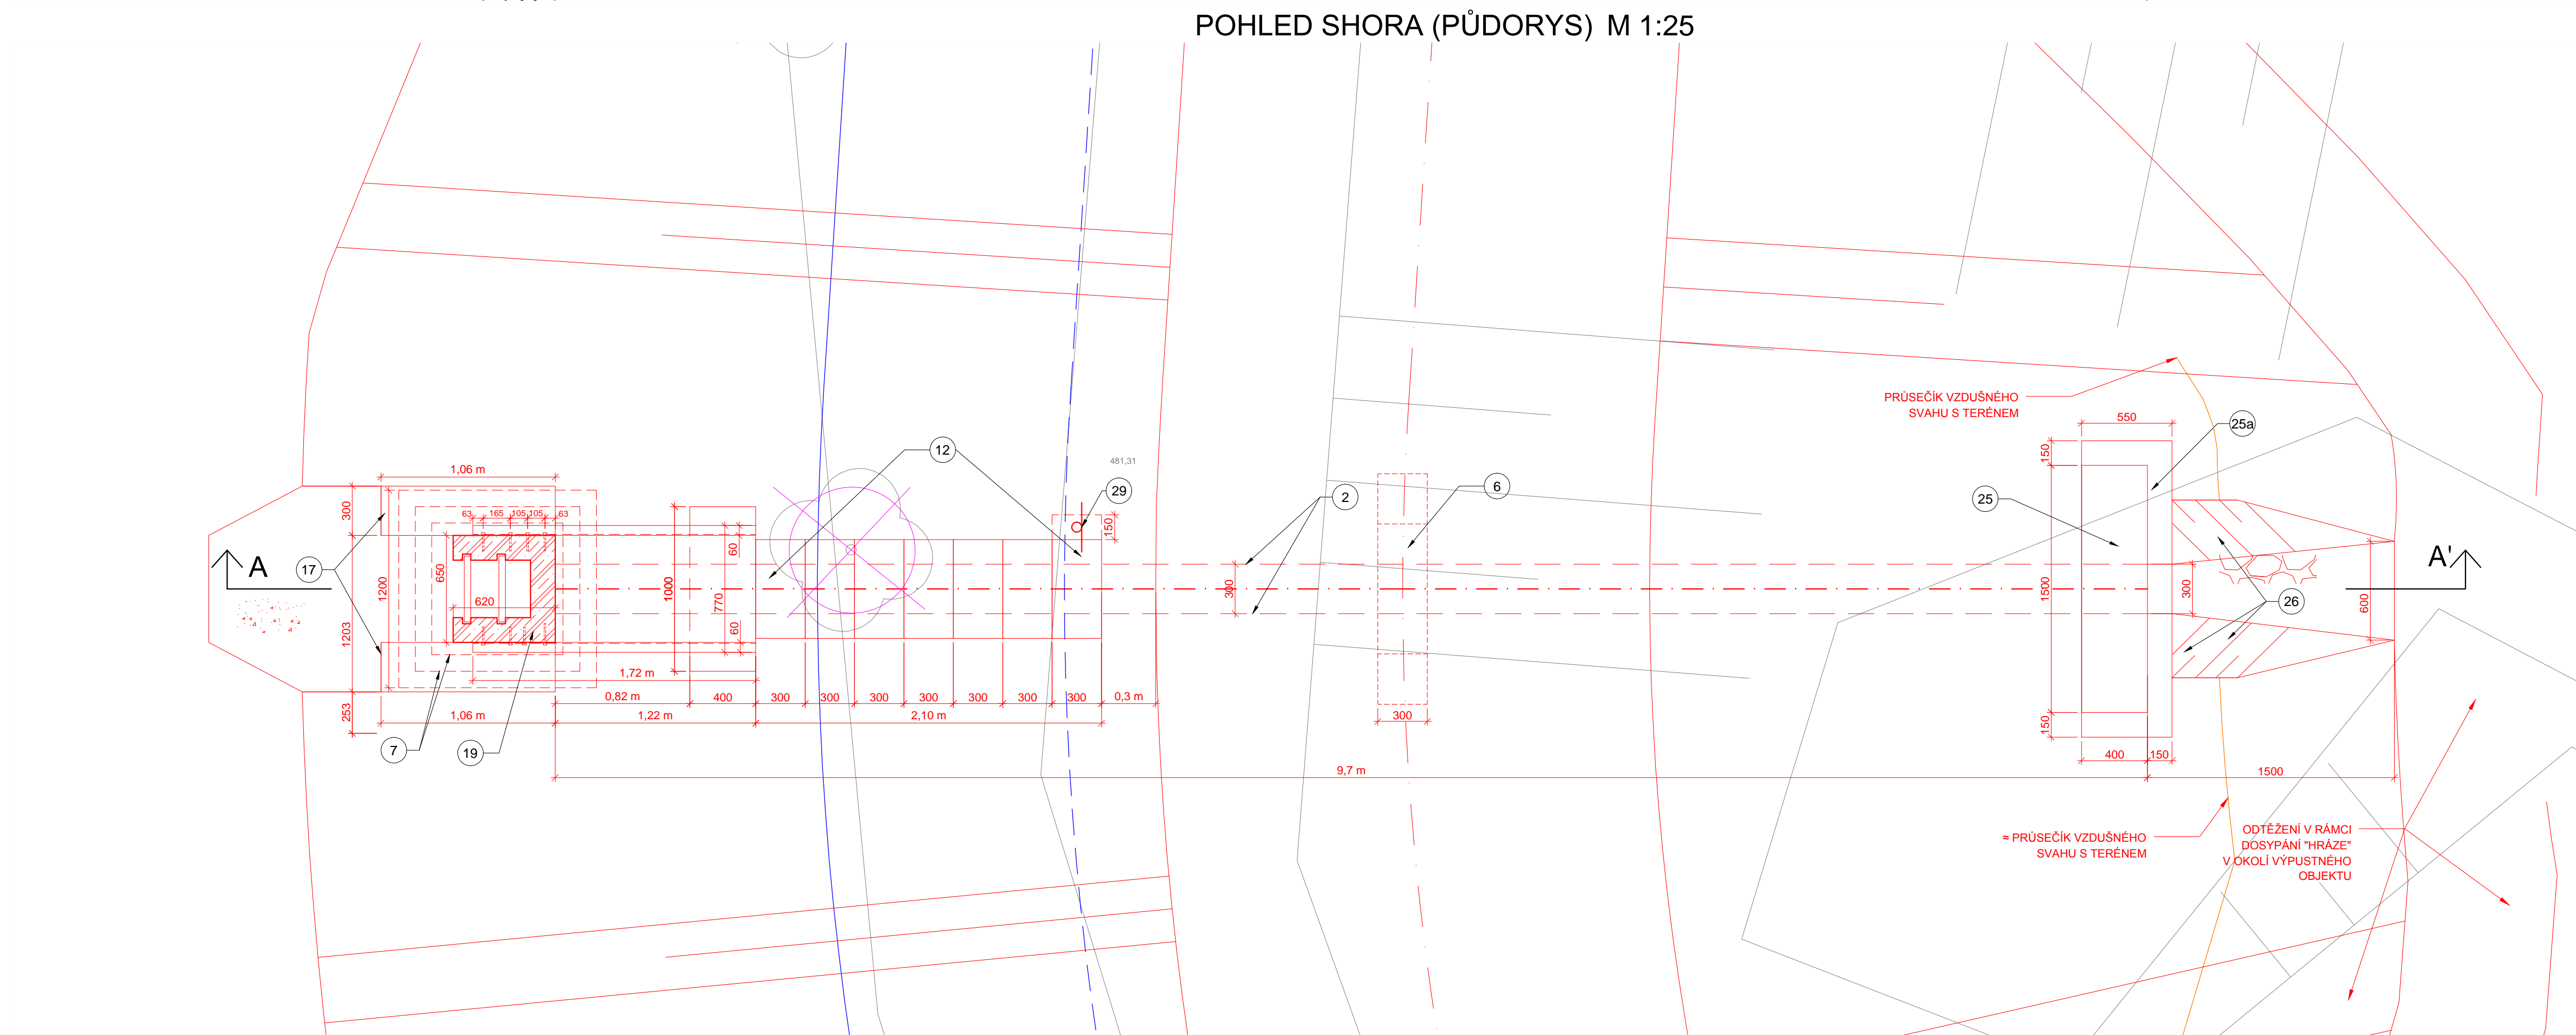 POHLED SHORA (PŮDORYS) M 1:25
PRŮSEČÍK VZDUŠNÉHO
SVAHU S TERÉNEM
550
25a
150
12
481,31
29
6
2
25
1,06 m
300
63
165
105
105
63
150
60
17
A
A'
1200
650
620
1000
770
300
1500
300
600
26
1203
60
1,72 m
0,82 m
400
300
300
300
300
300
300
300
0,3 m
253
1,06 m
1,22 m
2,10 m
300
150
7
19
400
150
9,7 m
1500
≈ PRŮSEČÍK VZDUŠNÉHO
SVAHU S TERÉNEM
ODTĚŽENÍ V RÁMCI
DOSYPÁNÍ "HRÁZE"
V OKOLÍ VÝPUSTNÉHO
OBJEKTU